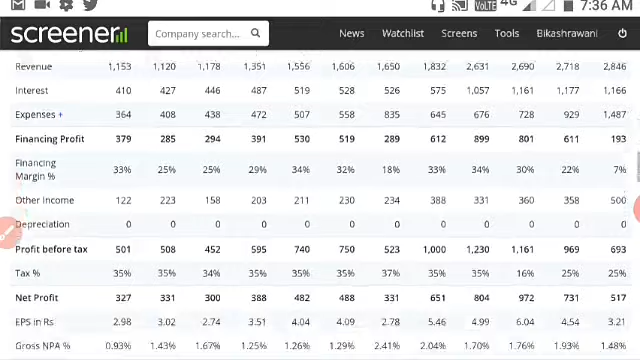 VoLTE 4G 7:36 AM
screener Company search... News Watchlist Screens Tools Bikashrawani
Revenue 1,153 1,120 1,178 1,351 1,556 1,606 1,650 1,832 2,631 2,690 2,718 2,846
Interest 410 427 446 487 519 528 526 575 1,057 1,161 1,177 1,166
Expenses + 364 408 438 472 507 558 835 645 676 728 929 1,487
Financing Profit 379 285 294 391 530 519 289 612 899 801 611 193
Financing
Margin % 33% 25% 25% 29% 34% 32% 18% 33% 34% 30% 22% 7%
Other Income 122 223 158 203 211 230 234 388 331 360 358 500
Depreciation 0 0 0 0 0 0 0 0 0 0 0 0
Profit before tax 501 508 452 595 740 750 523 1,000 1,230 1,161 969 693
Tax % 35% 35% 34% 35% 35% 35% 37% 35% 35% 16% 25% 25%
Net Profit 327 331 300 388 482 488 331 651 804 972 731 517
EPS in Rs 2.98 3.02 2.74 3.51 4.04 4.09 2.78 5.46 4.99 6.04 4.54 3.21
Gross NPA % 0.93% 1.43% 1.67% 1.25% 1.26% 1.29% 2.41% 2.04% 1.70% 1.76% 1.93% 1.48%